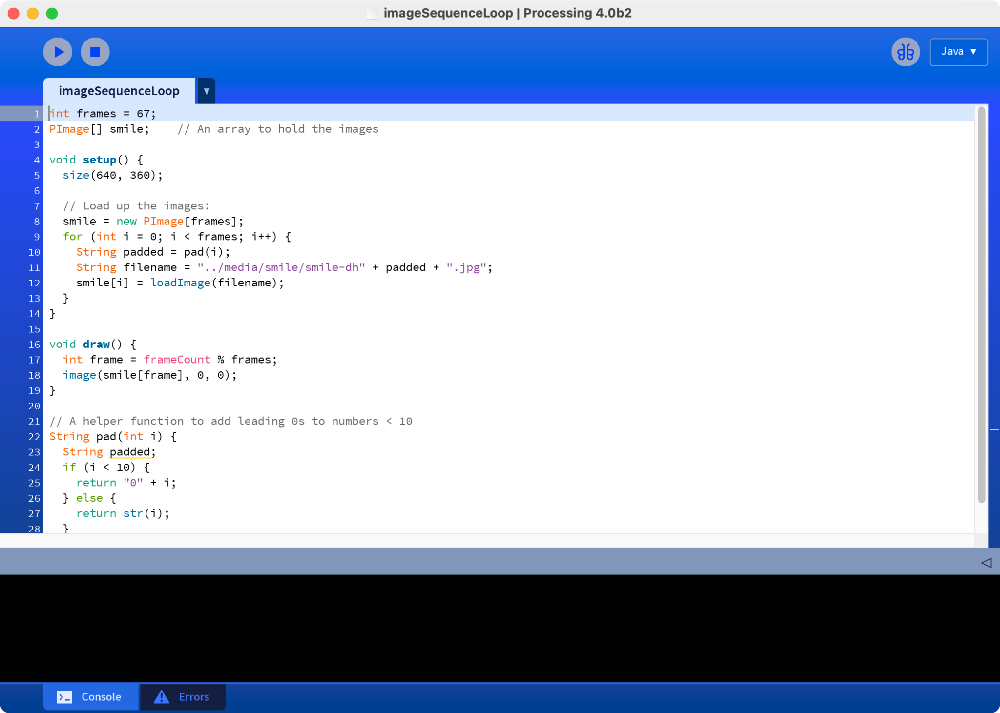 imageSequenceLoop | Processing 4.0b2
Java ▼
imageSequenceLoop ▼
1 int frames = 67;
2 PImage[] smile;    // An array to hold the images
3
4 void setup() {
5   size(640, 360);
6
7   // Load up the images:
8   smile = new PImage[frames];
9   for (int i = 0; i < frames; i++) {
10     String padded = pad(i);
11     String filename = "../media/smile/smile-dh" + padded + ".jpg";
12     smile[i] = loadImage(filename);
13   }
14 }
15
16 void draw() {
17   int frame = frameCount % frames;
18   image(smile[frame], 0, 0);
19 }
20
21 // A helper function to add leading 0s to numbers < 10
22 String pad(int i) {
23   String padded;
24   if (i < 10) {
25     return "0" + i;
26   } else {
27     return str(i);
28   }
Console Errors